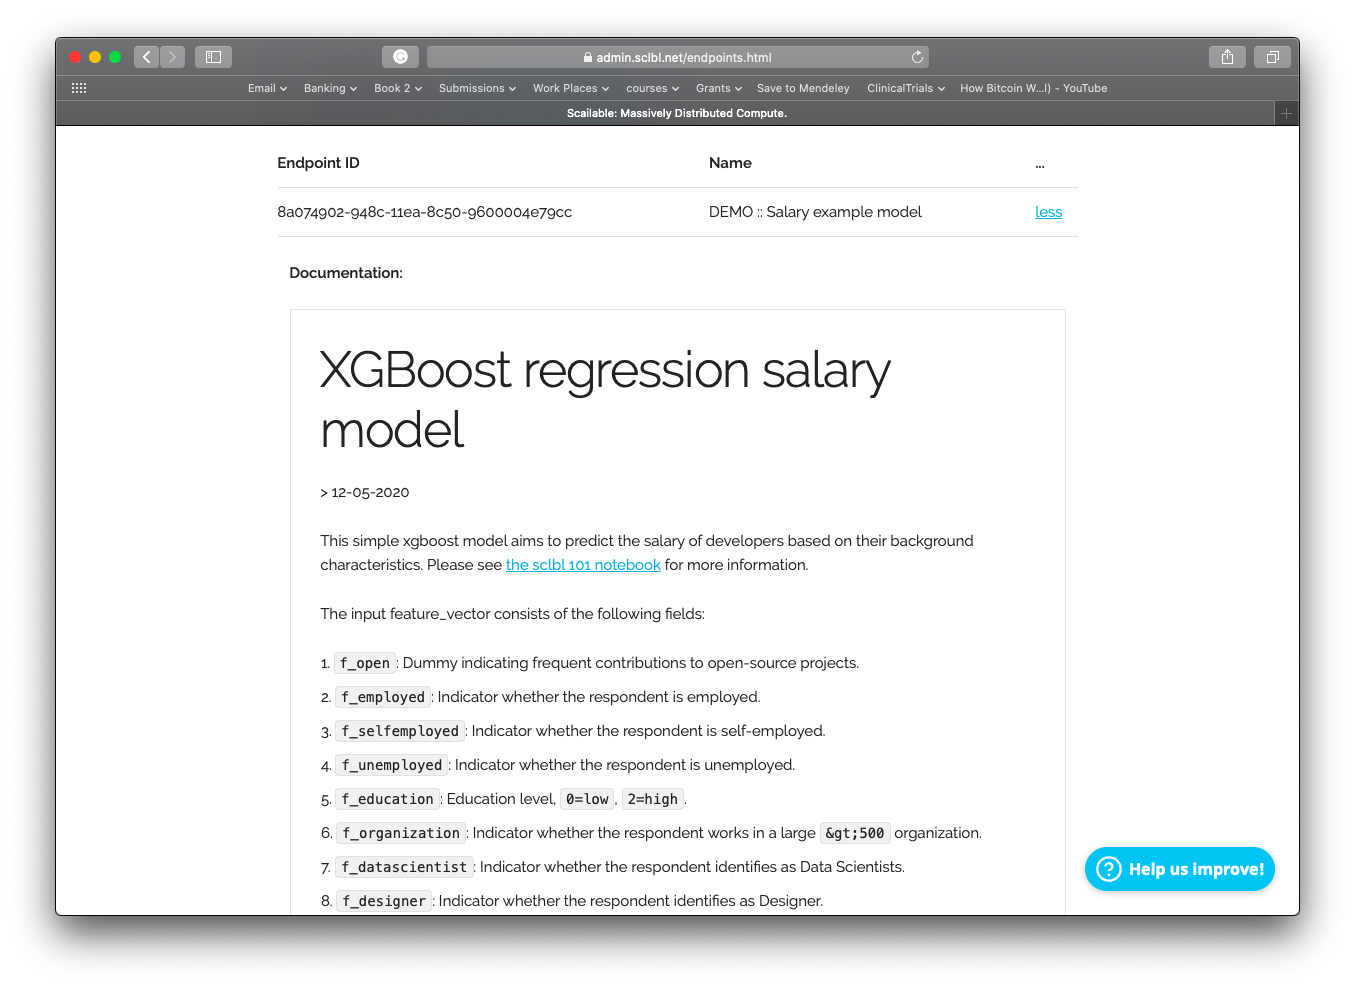 admin.sclbl.net/endpoints.html
Email Banking Book 2 Submissions Work Places courses Grants Save to Mendeley ClinicalTrials How Bitcoin W...l) - YouTube
Scailable: Massively Distributed Compute.
Endpoint ID Name ...
8a074902-948c-11ea-8c50-9600004e79cc DEMO :: Salary example model less
Documentation:
XGBoost regression salary
model
> 12-05-2020
This simple xgboost model aims to predict the salary of developers based on their background
characteristics. Please see the sclbl 101 notebook for more information.
The input feature_vector consists of the following fields:
1. f_open: Dummy indicating frequent contributions to open-source projects.
2. f_employed: Indicator whether the respondent is employed.
3. f_selfemployed: Indicator whether the respondent is self-employed.
4. f_unemployed: Indicator whether the respondent is unemployed.
5. f_education: Education level, 0=low, 2=high.
6. f_organization: Indicator whether the respondent works in a large &gt;500 organization.
7. f_datascientist: Indicator whether the respondent identifies as Data Scientists.
8. f_designer: Indicator whether the respondent identifies as Designer.
? Help us improve!